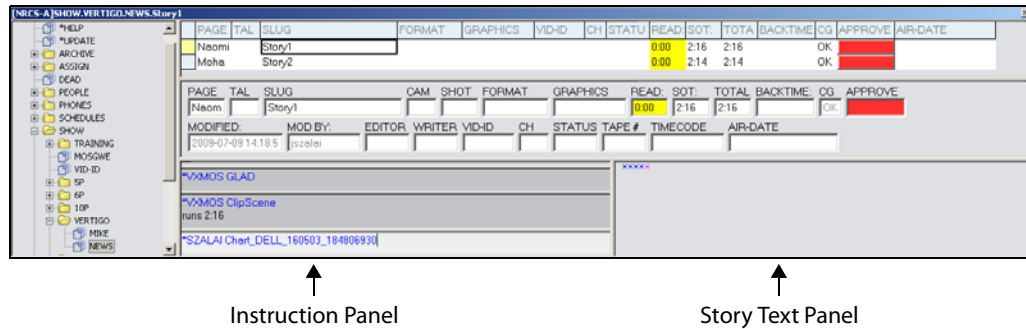 [NRCS-A]SHOW.VERTIGO.NEWS.Story1
*HELP
*UPDATE
ARCHIVE
ASSIGN
DEAD
PEOPLE
PHONES
SCHEDULES
SHOW
TRAINING
MOSGWE
VID-ID
5P
6P
10P
VERTIGO
MIKE
NEWS
PAGE TAL SLUG FORMAT GRAPHICS VID-ID CH STATU READ: SOT: TOTA BACKTIME CG APPROVE AIR-DATE
Naomi Story1 0:00 2:16 2:16 OK
Moha Story2 0:00 2:14 2:14 OK
PAGE TAL SLUG CAM SHOT FORMAT GRAPHICS READ: SOT: TOTAL BACKTIME: CG APPROVE
Naom Story1 0:00 2:16 2:16 OK
MODIFIED: MOD BY: EDITOR WRITER VID-ID CH STATUS TAPE # TIMECODE AIR-DATE
2009-07-09 14:18:5 jszalai
*VXMOS GLAD
*VXMOS ClipScene
runs 2:16
*SZALAI Chart_DELL_160503_184806930
xxxxx
Instruction Panel Story Text Panel